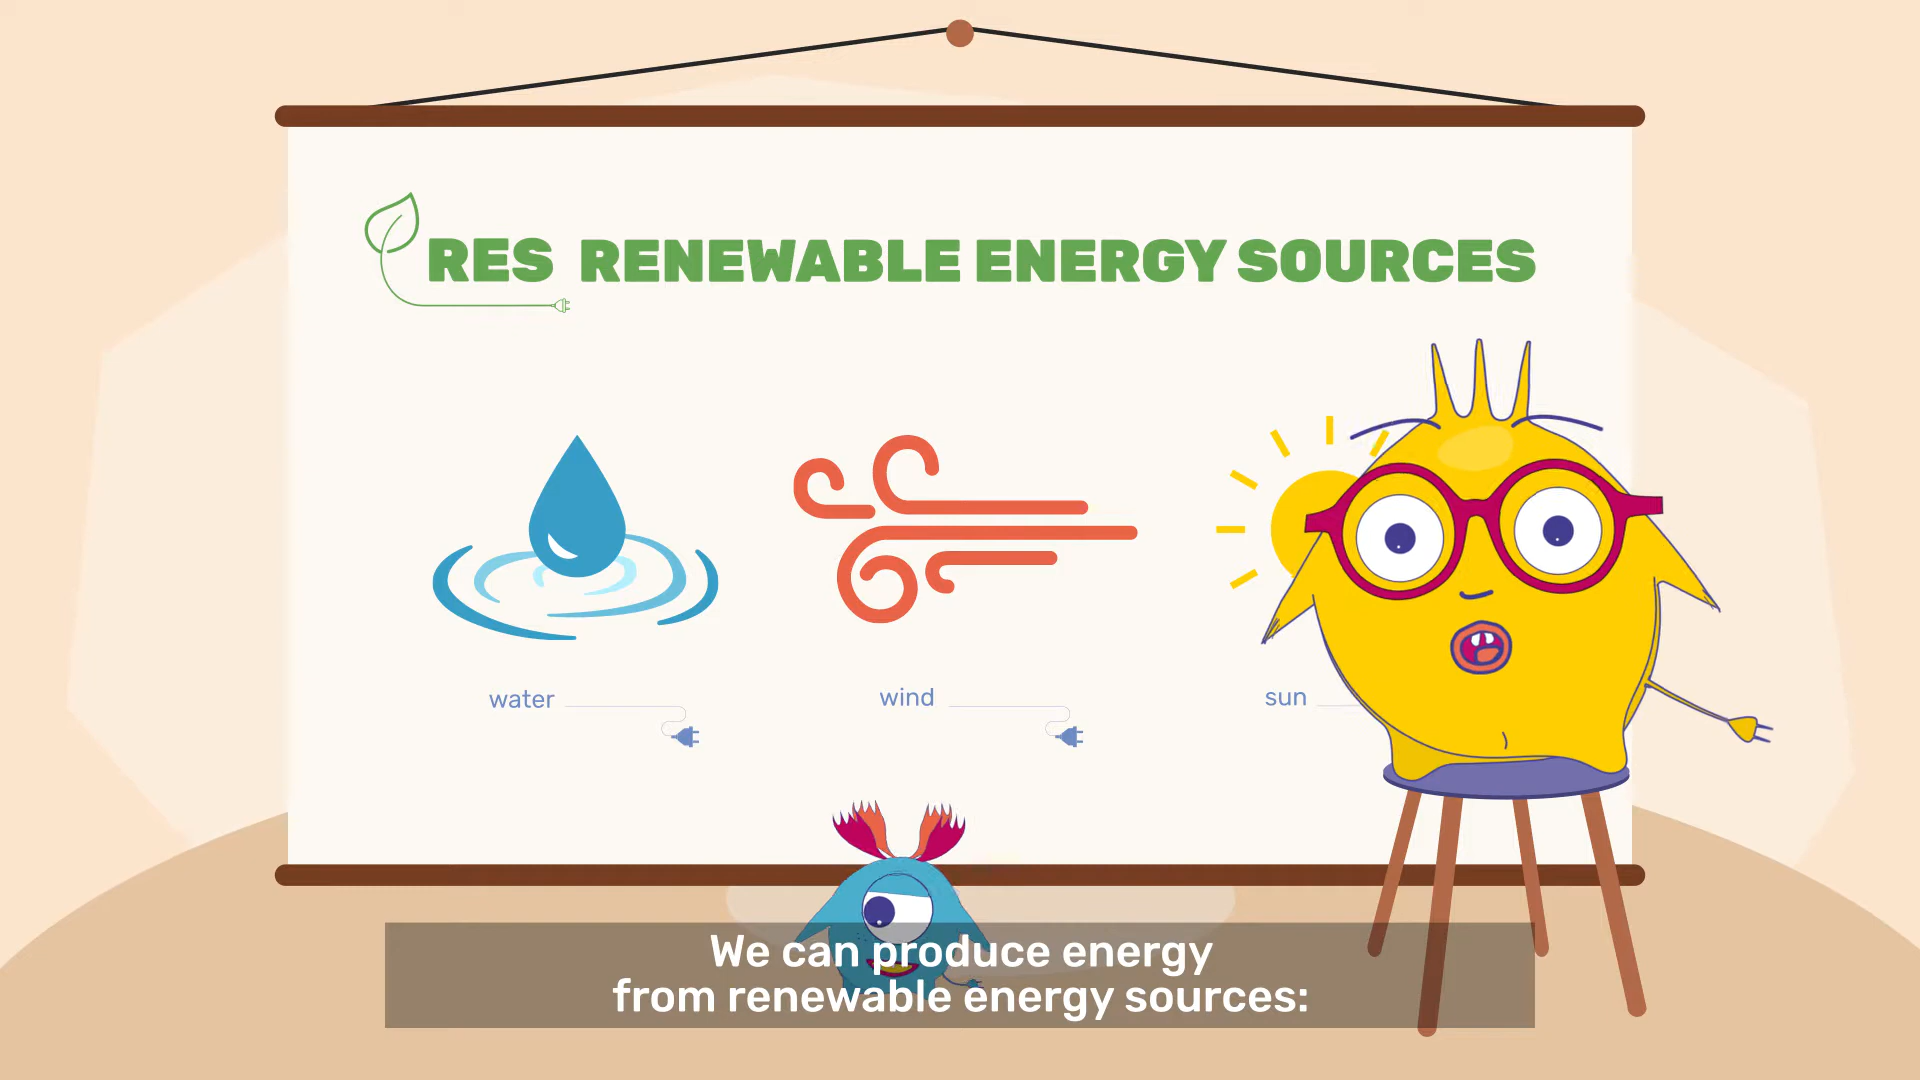 RES RENEWABLE ENERGY SOURCES
water
wind
sun
We can produce energy
from renewable energy sources: